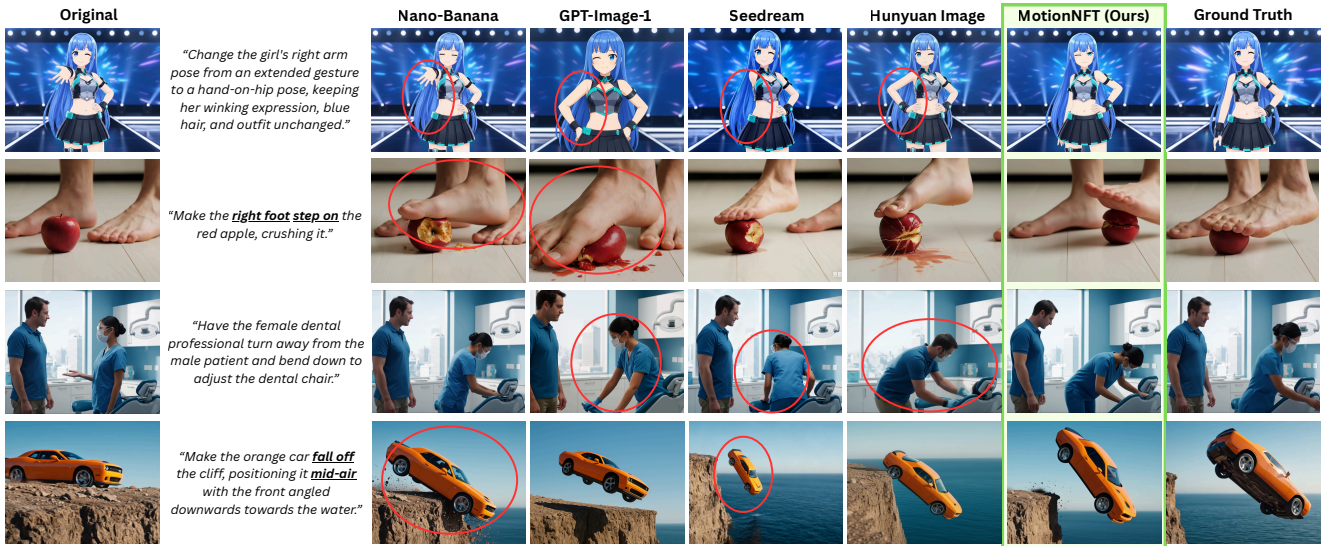 Original
Nano-Banana
GPT-Image-1
Seedream
Hunyuan Image
MotionNFT (Ours)
Ground Truth
“Change the girl's right arm
pose from an extended gesture
to a hand-on-hip pose, keeping
her winking expression, blue
hair, and outfit unchanged.”
“Make the right foot step on the
red apple, crushing it.”
“Have the female dental
professional turn away from the
male patient and bend down to
adjust the dental chair.”
“Make the orange car fall off
the cliff, positioning it mid-air
with the front angled
downwards towards the water.”